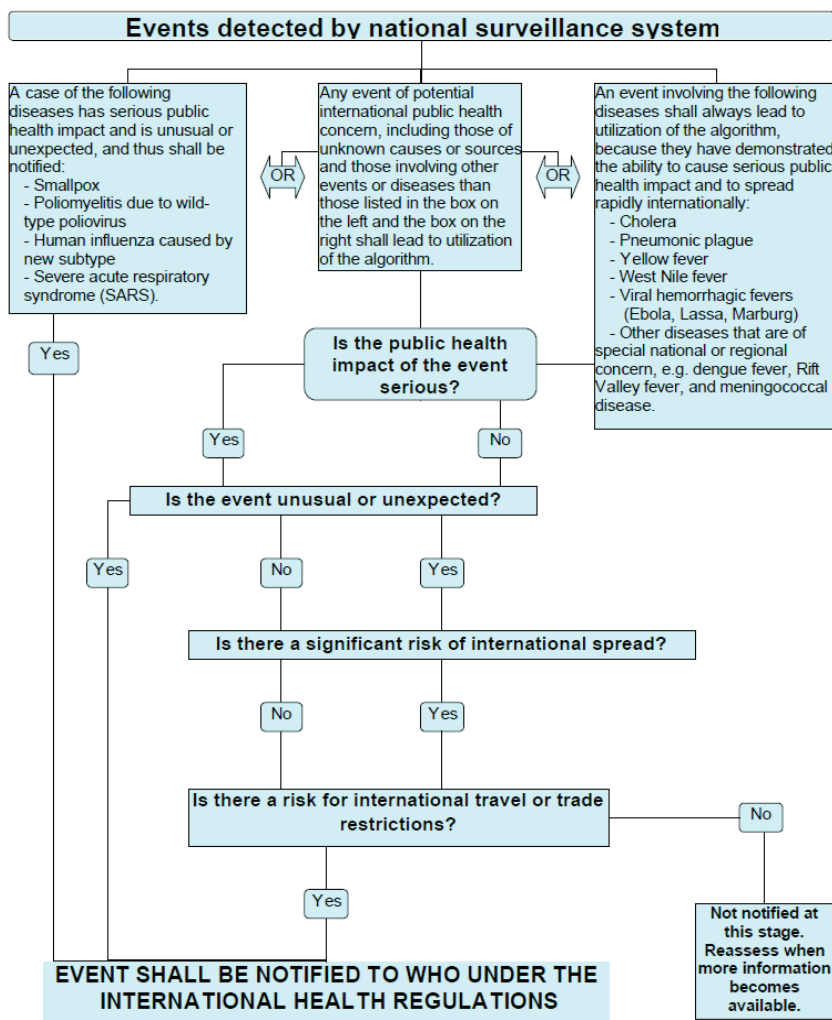 Events detected by national surveillance system
A case of the following
diseases has serious public
health impact and is unusual or
unexpected, and thus shall be
notified:
- Smallpox
- Poliomyelitis due to wild-
type poliovirus
- Human influenza caused by
new subtype
- Severe acute respiratory
syndrome (SARS).
OR
Any event of potential
international public health
concern, including those of
unknown causes or sources
and those involving other
events or diseases than
those listed in the box on
the left and the box on the
right shall lead to utilization
of the algorithm.
OR
An event involving the following
diseases shall always lead to
utilization of the algorithm,
because they have demonstrated
the ability to cause serious public
health impact and to spread
rapidly internationally:
- Cholera
- Pneumonic plague
- Yellow fever
- West Nile fever
- Viral hemorrhagic fevers
(Ebola, Lassa, Marburg)
- Other diseases that are of
special national or regional
concern, e.g. dengue fever, Rift
Valley fever, and meningococcal
disease.
Yes
Is the public health
impact of the event
serious?
Yes
No
Is the event unusual or unexpected?
Yes
No
Yes
Is there a significant risk of international spread?
No
Yes
Is there a risk for international travel or trade
restrictions?
No
Yes
Not notified at
this stage.
Reassess when
more information
becomes
available.
EVENT SHALL BE NOTIFIED TO WHO UNDER THE
INTERNATIONAL HEALTH REGULATIONS